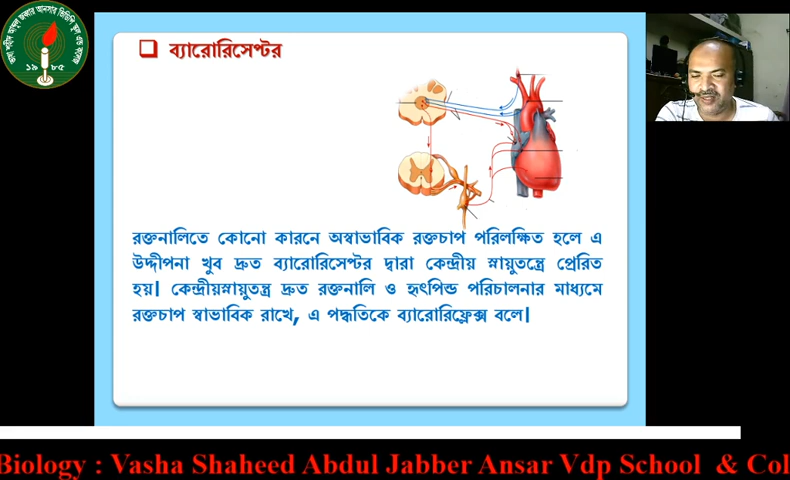 ❑ ব্যারোরিসেপ্টর
রক্তনালিতে কোনো কারনে অস্বাভাবিক রক্তচাপ পরিলক্ষিত হলে এ
উদ্দীপনা খুব দ্রুত ব্যারোরিসেপ্টর দ্বারা কেন্দ্রীয় স্নায়ুতন্ত্রে প্রেরিত
হয়। কেন্দ্রীয়স্নায়ুতন্ত্র দ্রুত রক্তনালি ও হৃৎপিন্ড পরিচালনার মাধ্যমে
রক্তচাপ স্বাভাবিক রাখে, এ পদ্ধতিকে ব্যারোরিফ্লেক্স বলে।
১৯৮৫
Biology : Vasha Shaheed Abdul Jabber Ansar Vdp School & Col